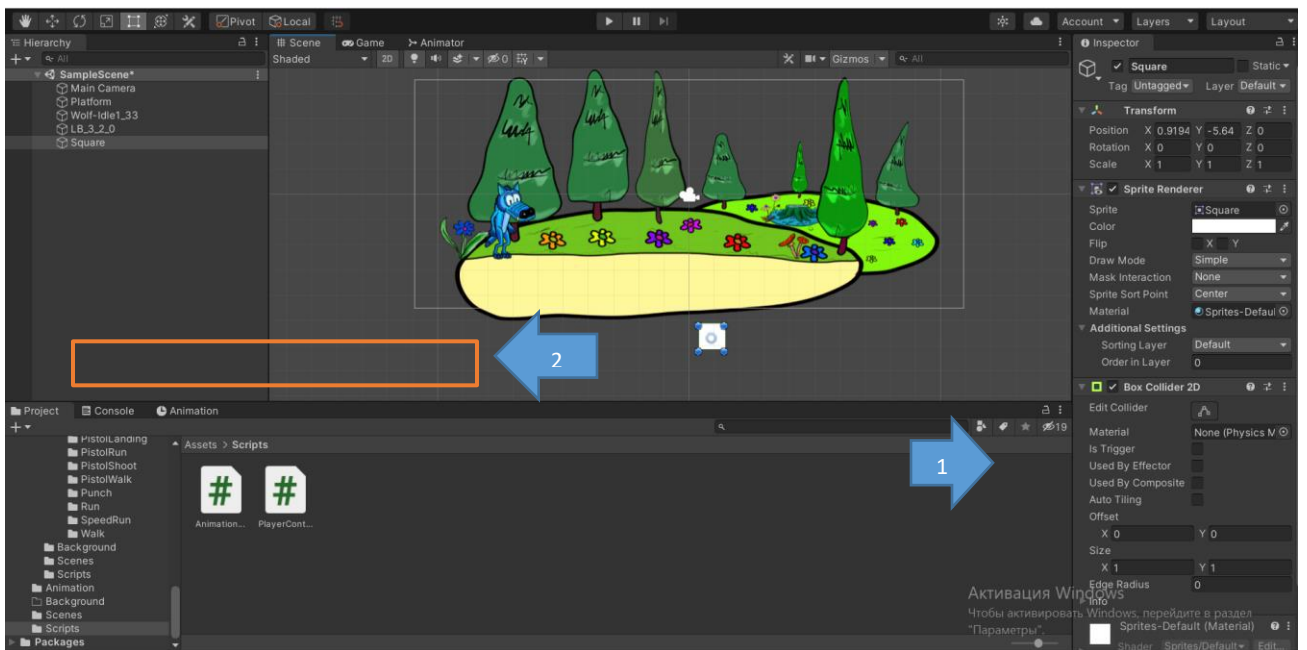 Pivot Local
Account Layers Layout
Hierarchy
All
SampleScene*
Main Camera
Platform
Wolf-Idle1_33
LB_3_2_0
Square
Scene Game Animator
Shaded 2D 0 Gizmos All
2
Inspector
Square Static
Tag Untagged Layer Default
Transform
Position X 0.9194 Y -5.64 Z 0
Rotation X 0 Y 0 Z 0
Scale X 1 Y 1 Z 1
Sprite Renderer
Sprite Square
Color
Flip X Y
Draw Mode Simple
Mask Interaction None
Sprite Sort Point Center
Material Sprites-Defaul
Additional Settings
Sorting Layer Default
Order in Layer 0
Box Collider 2D
Edit Collider
Material None (Physics M
Is Trigger
Used By Effector
Used By Composite
Auto Tiling
Offset
X 0 Y 0
Size
X 1 Y 1
Edge Radius 0
Info
Sprites-Default (Material)
Shader Sprites/Default Edit...
Project Console Animation
19
PistolLanding
PistolRun
PistolShoot
PistolWalk
Punch
Run
SpeedRun
Walk
Background
Scenes
Scripts
Animation
Background
Scenes
Scripts
Packages
Assets > Scripts
# #
Animation... PlayerCont...
1
Активация Windows
Чтобы активировать Windows, перейдите в раздел
"Параметры".